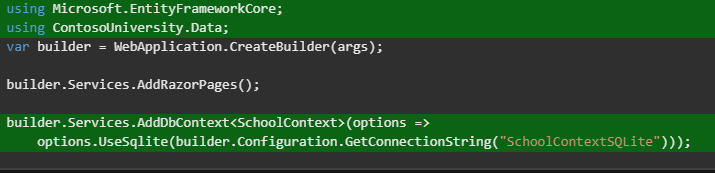 using Microsoft.EntityFrameworkCore;
using ContosoUniversity.Data;
var builder = WebApplication.CreateBuilder(args);
builder.Services.AddRazorPages();
builder.Services.AddDbContext<SchoolContext>(options =>
    options.UseSqlite(builder.Configuration.GetConnectionString("SchoolContextSQLite")));